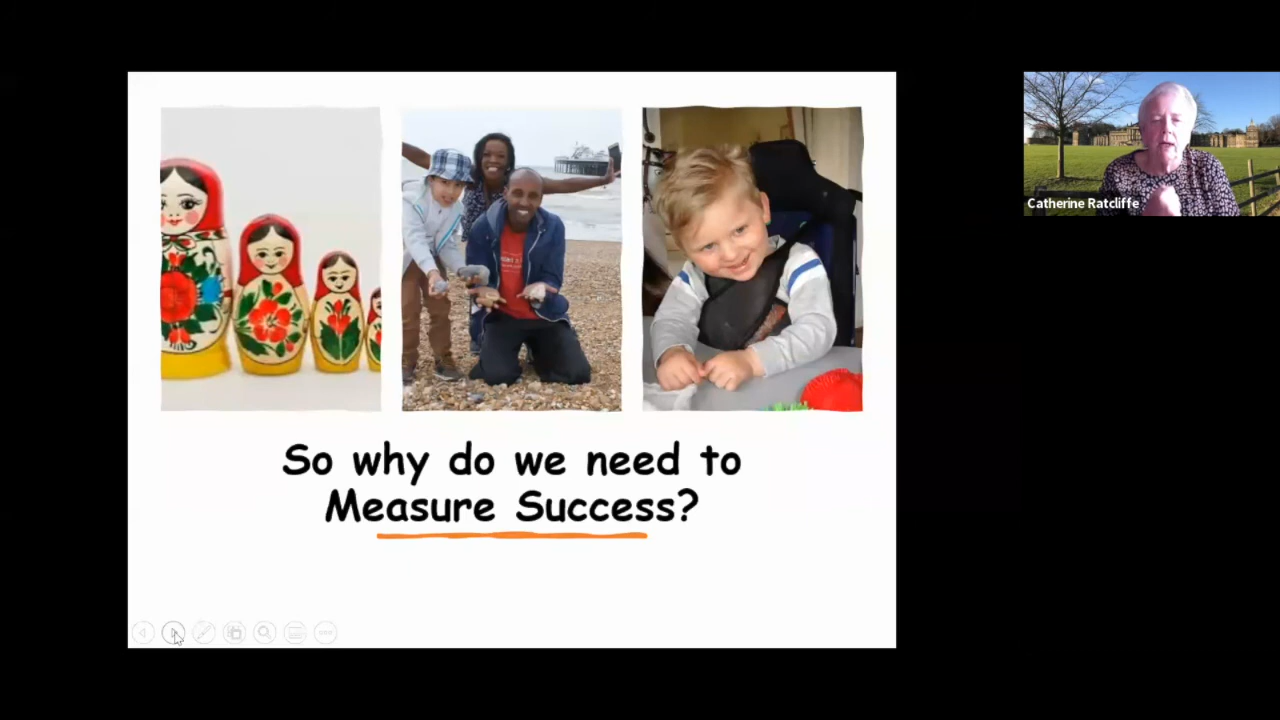 So why do we need to
Measure Success?
Catherine Ratcliffe